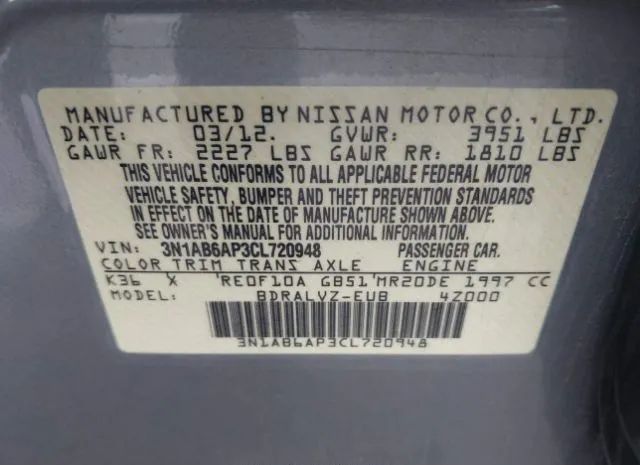 MANUFACTURED BY NISSAN MOTOR CO., LTD.
DATE: 03/12. GVWR: 3951 LBS
GAWR FR: 2227 LBS GAWR RR: 1810 LBS
THIS VEHICLE CONFORMS TO ALL APPLICABLE FEDERAL MOTOR
VEHICLE SAFETY, BUMPER AND THEFT PREVENTION STANDARDS
IN EFFECT ON THE DATE OF MANUFACTURE SHOWN ABOVE.
SEE OWNER'S MANUAL FOR ADDITIONAL INFORMATION.
VIN: 3N1AB6AP3CL720948 PASSENGER CAR.
COLOR TRIM TRANS AXLE ENGINE
K36 X 'RE0F10A GB51'MR20DE 1997 CC
MODEL: BDRALVZ-EUB 4Z000
3N1AB6AP3CL720948